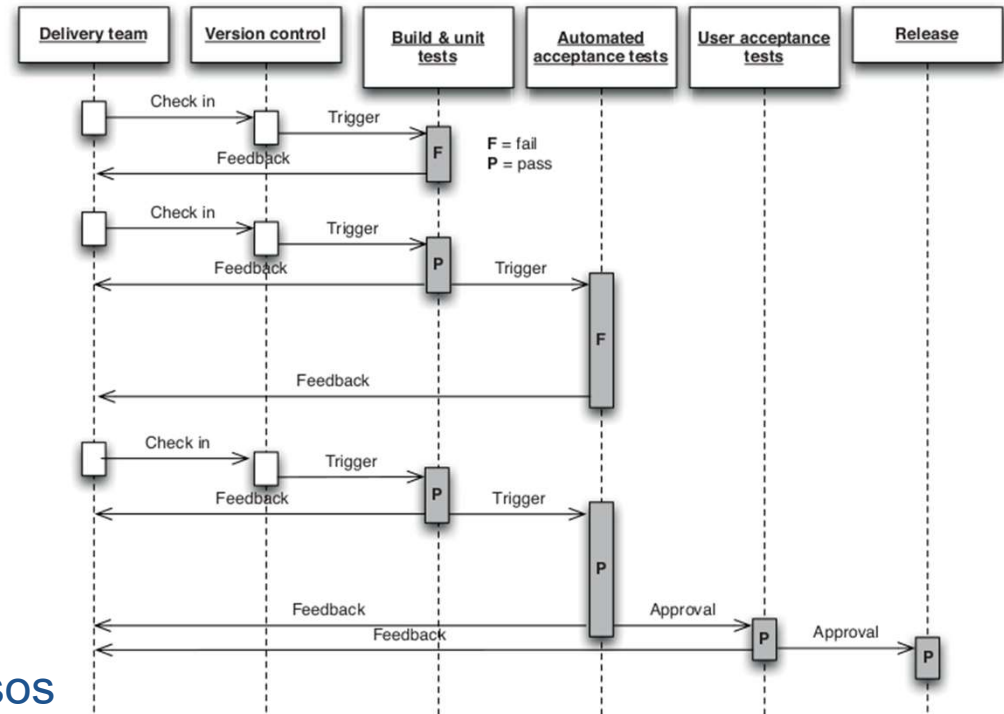 Delivery team
Version control
Build & unit
tests
Automated
acceptance tests
User acceptance
tests
Release
Check in
Trigger
F
F = fail
P = pass
Feedback
Check in
Trigger
P
Feedback
Trigger
F
Feedback
Check in
Trigger
P
Feedback
Trigger
P
Feedback
Approval
P
Feedback
Approval
P
sos